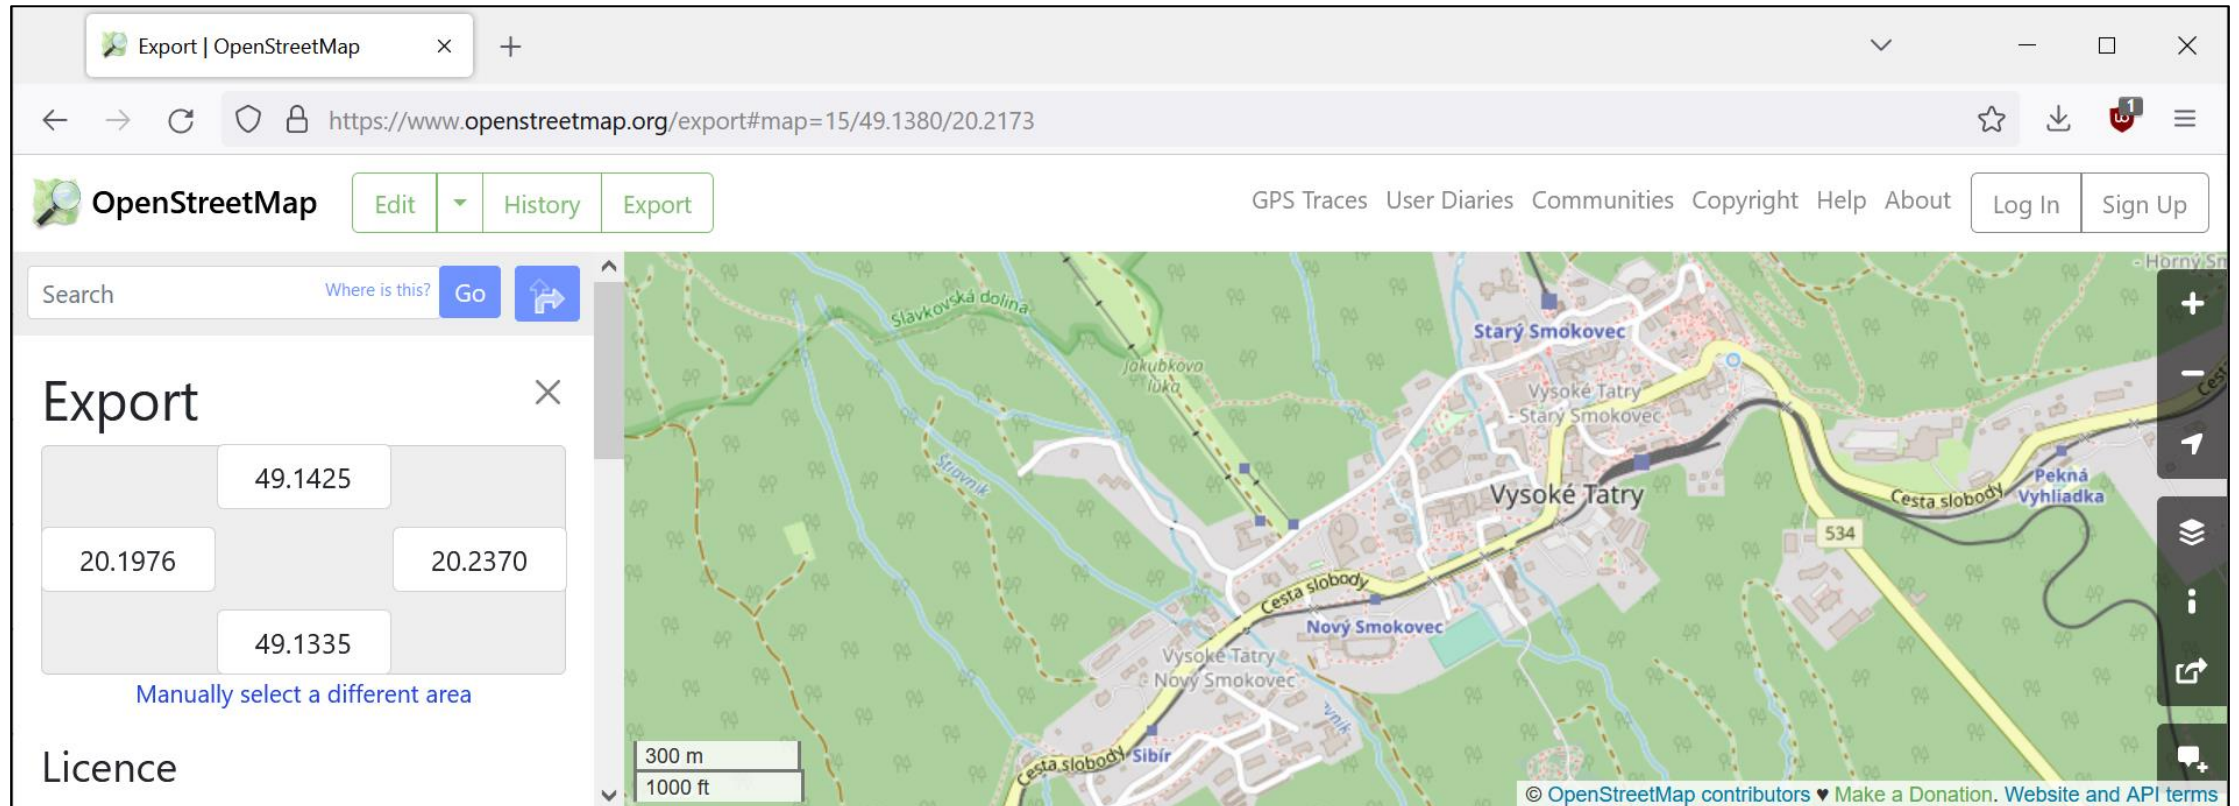 Export | OpenStreetMap
https://www.openstreetmap.org/export#map=15/49.1380/20.2173
1
OpenStreetMap
Edit
History
Export
GPS Traces
User Diaries
Communities
Copyright
Help
About
Log In
Sign Up
Search
Where is this?
Go
Export
49.1425
20.1976
20.2370
49.1335
Manually select a different area
Licence
Slavkovská dolina
Jakubkova
lúka
Štiavnik
Starý Smokovec
Vysoké Tatry
- Starý Smokovec
Vysoké Tatry
Cesta slobody
Pekná
Vyhliadka
534
Cesta slobody
Nový Smokovec
Vysoké Tatry
- Nový Smokovec
Sibír
Cesta slobody
300 m
1000 ft
© OpenStreetMap contributors ♥ Make a Donation. Website and API terms